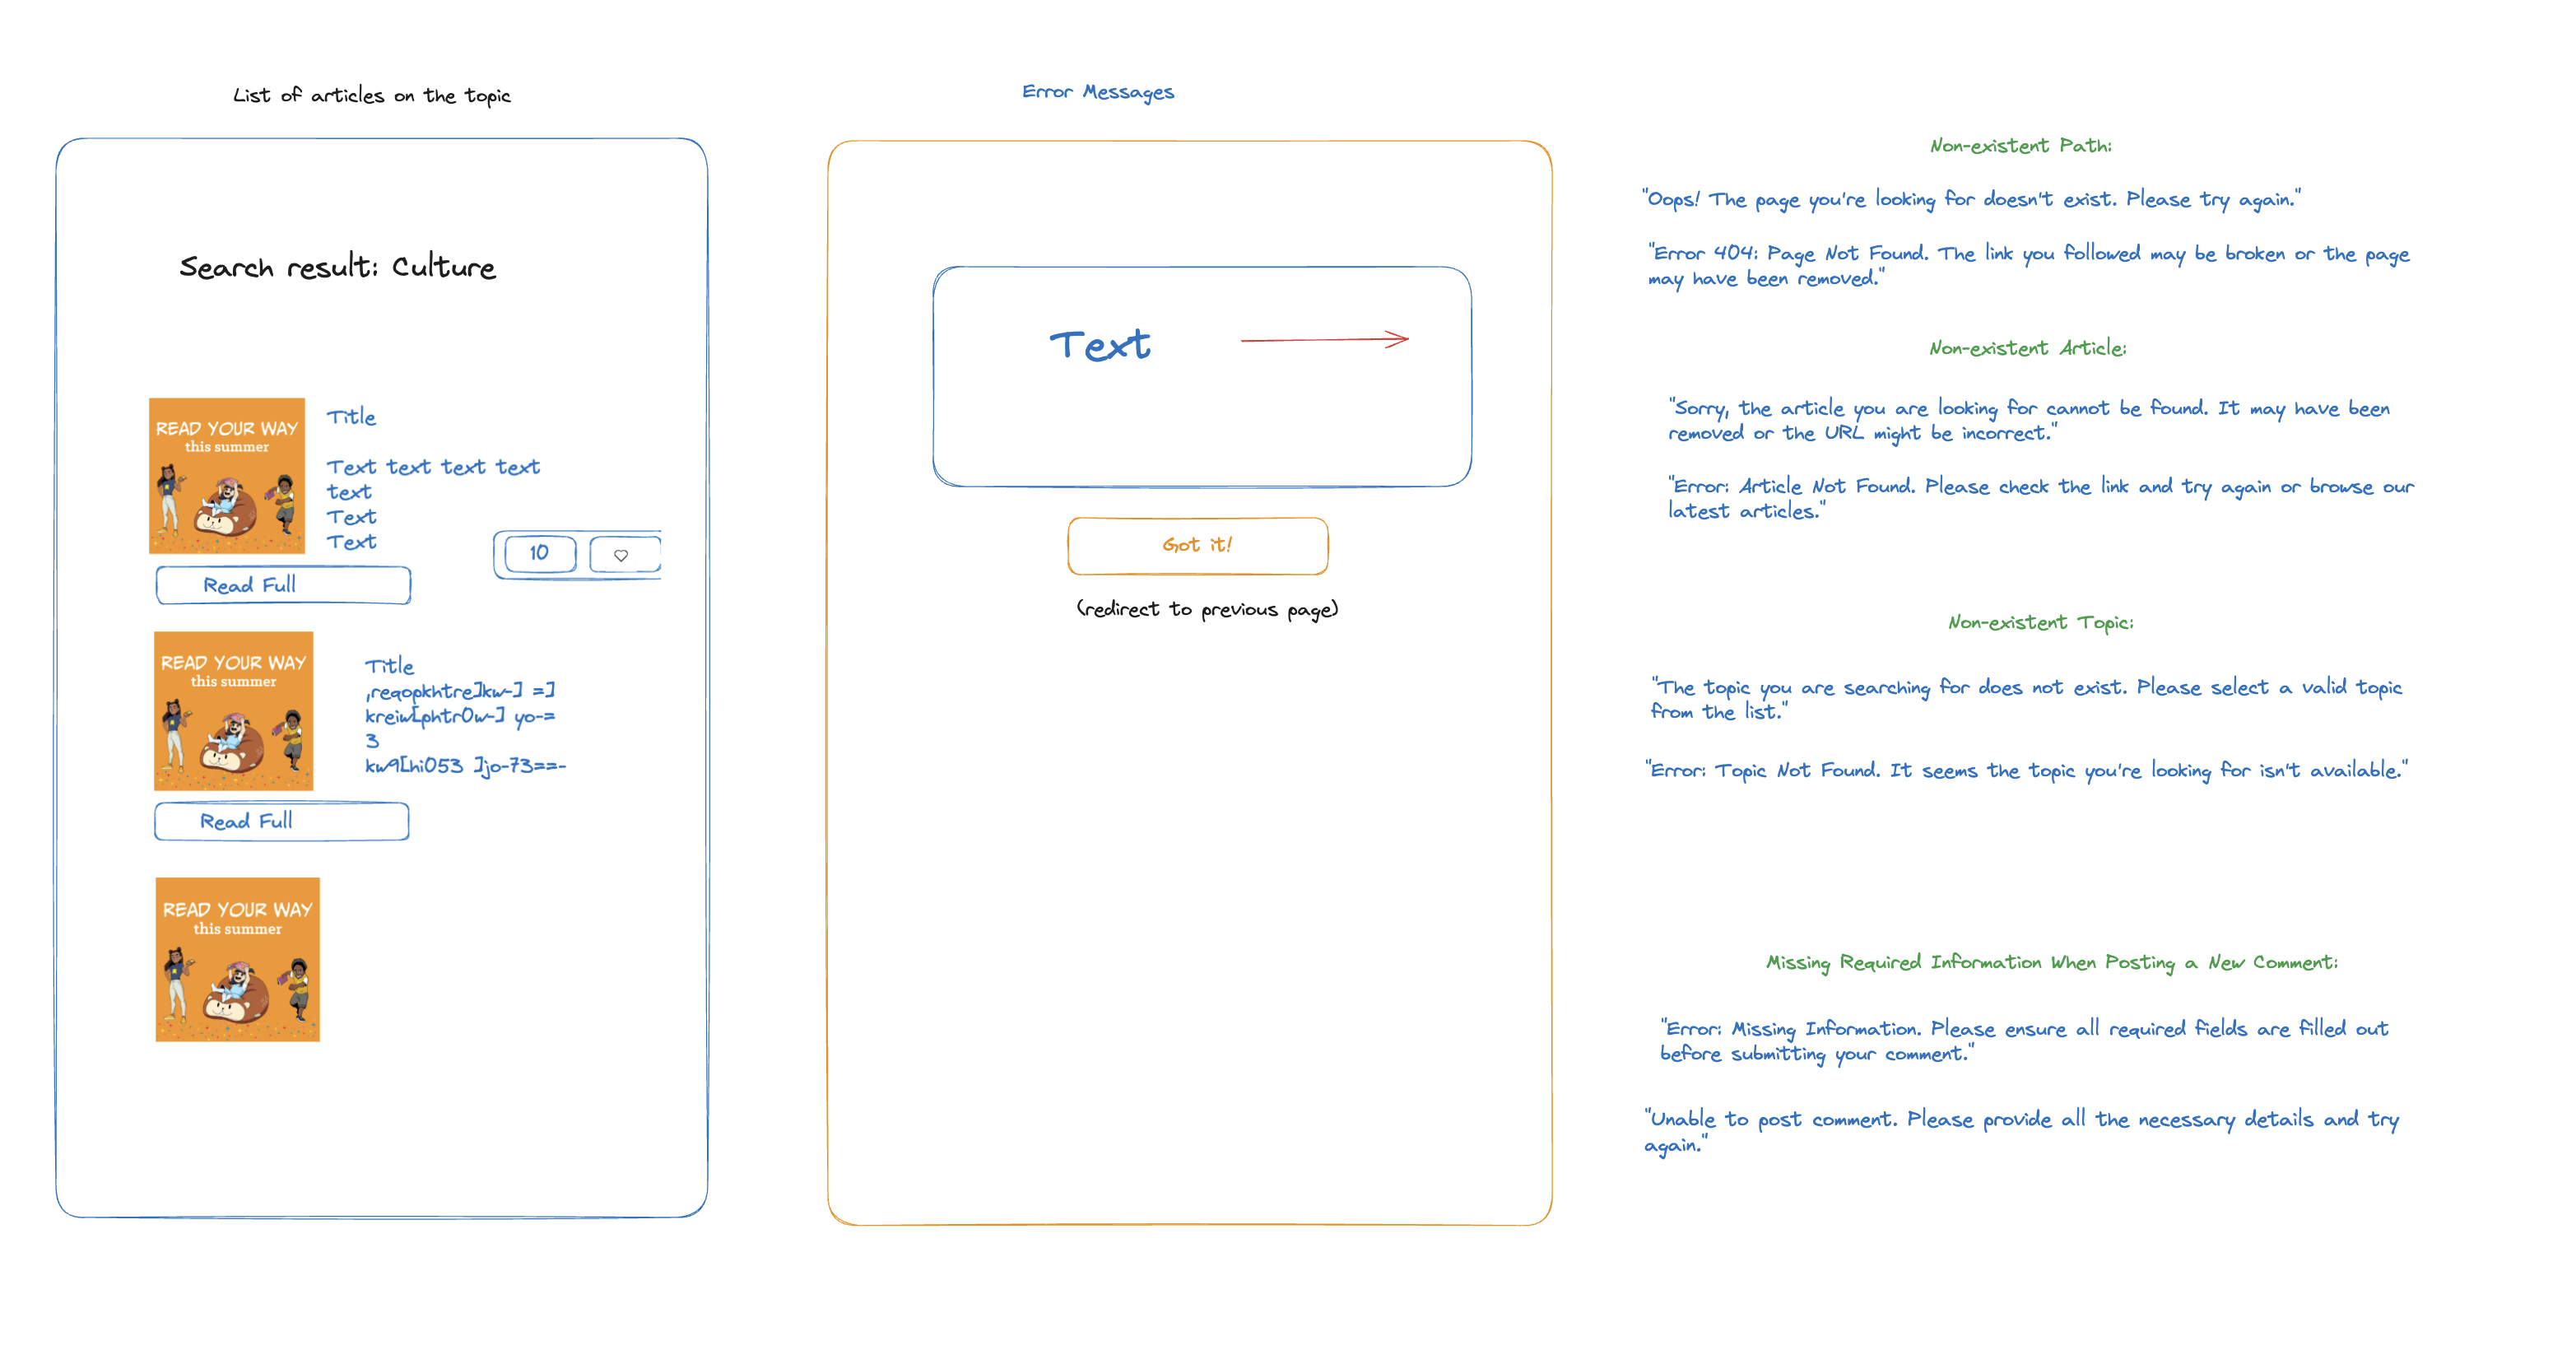 List of articles on the topic
Search result: Culture
READ YOUR WAY
this summer
Title
Text text text text
text
Text
Text
10
Read Full
READ YOUR WAY
this summer
Title
,reqopkhtre]kw-] =]
kreiw[phtr0w-] yo-=
3
kw9[hi053 ]jo-73==-
Read Full
READ YOUR WAY
this summer
Error Messages
Text
Got it!
(redirect to previous page)
Non-existent Path:
"Oops! The page you're looking for doesn't exist. Please try again."
"Error 404: Page Not Found. The link you followed may be broken or the page
may have been removed."
Non-existent Article:
"Sorry, the article you are looking for cannot be found. It may have been
removed or the URL might be incorrect."
"Error: Article Not Found. Please check the link and try again or browse our
latest articles."
Non-existent Topic:
"The topic you are searching for does not exist. Please select a valid topic
from the list."
"Error: Topic Not Found. It seems the topic you're looking for isn't available."
Missing Required Information When Posting a New Comment:
"Error: Missing Information. Please ensure all required fields are filled out
before submitting your comment."
"Unable to post comment. Please provide all the necessary details and try
again."